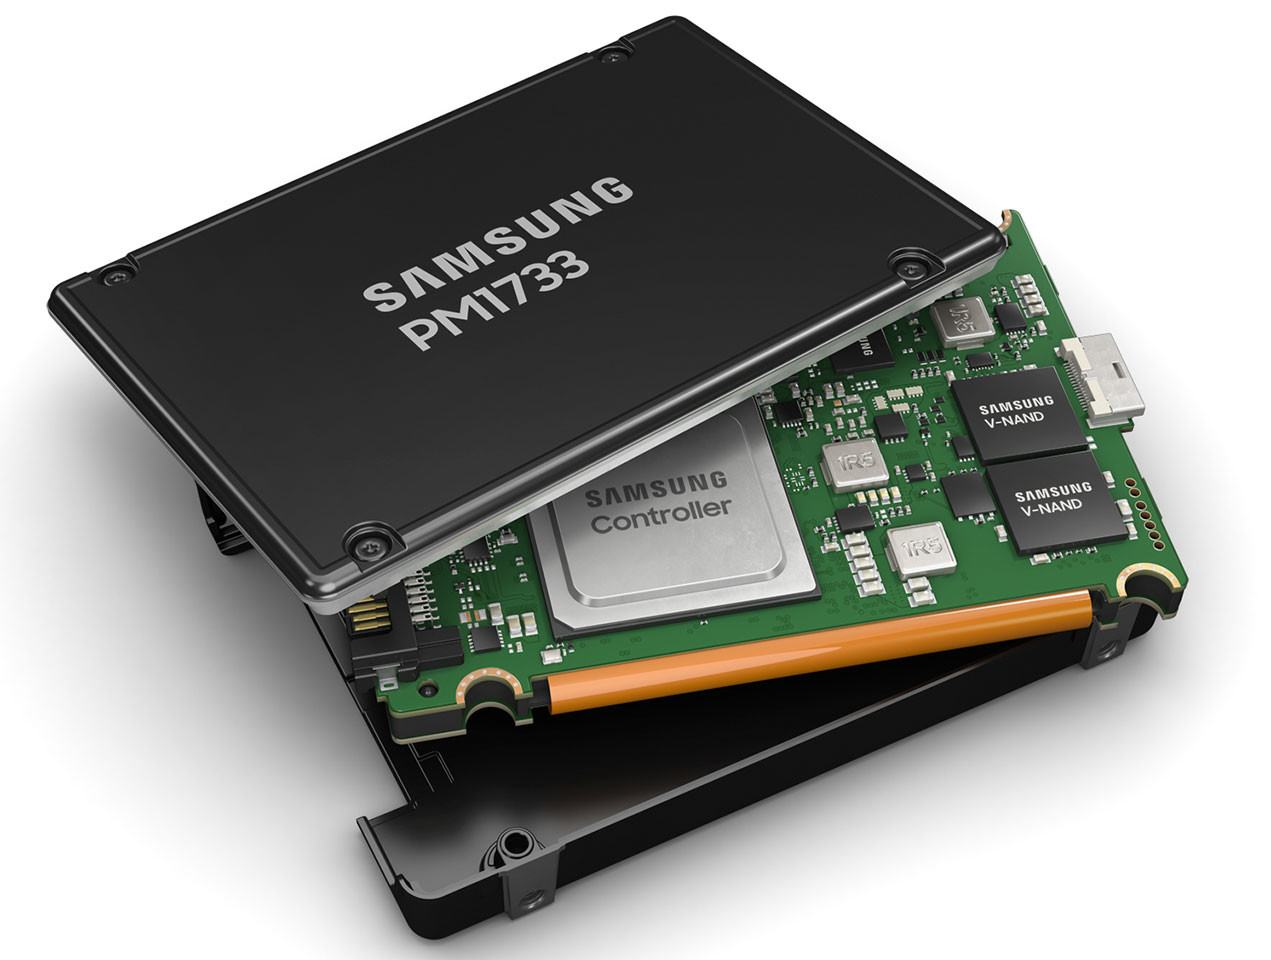 SAMSUNG
PM1733
1R5
SAMSUNG
V-NAND
SAMSUNG
Controller
1R5
SAMSUNG
V-NAND
1R5